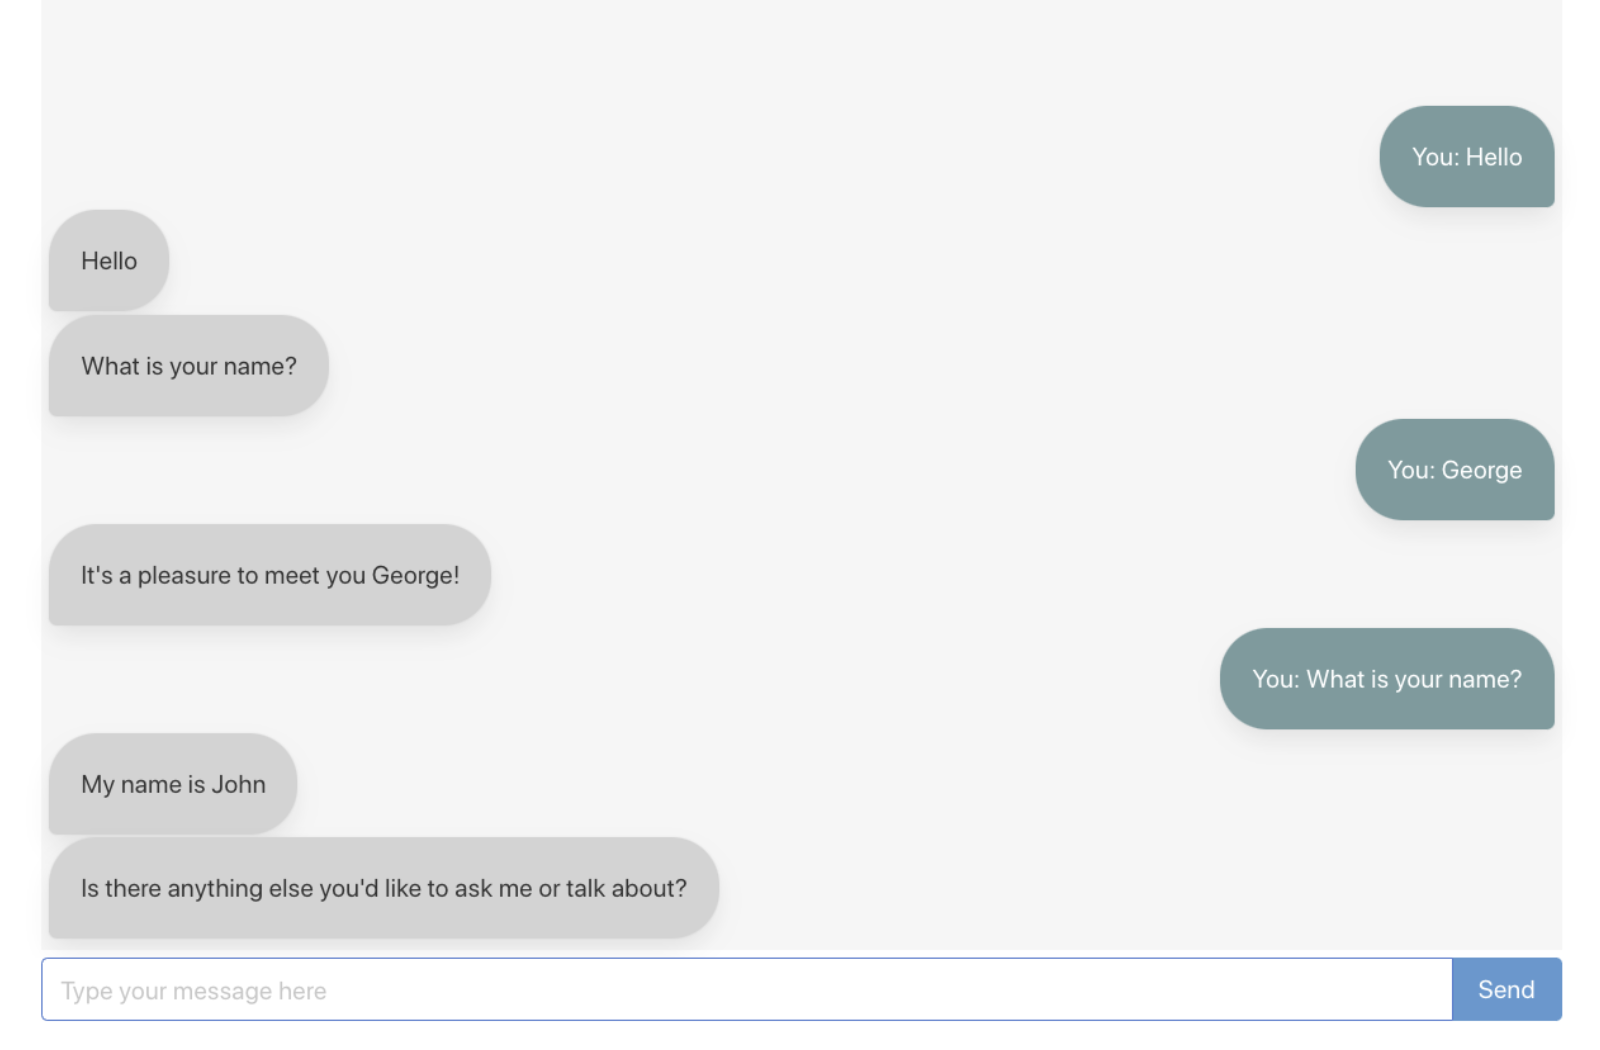 You: Hello
Hello
What is your name?
You: George
It's a pleasure to meet you George!
You: What is your name?
My name is John
Is there anything else you'd like to ask me or talk about?
Type your message here
Send